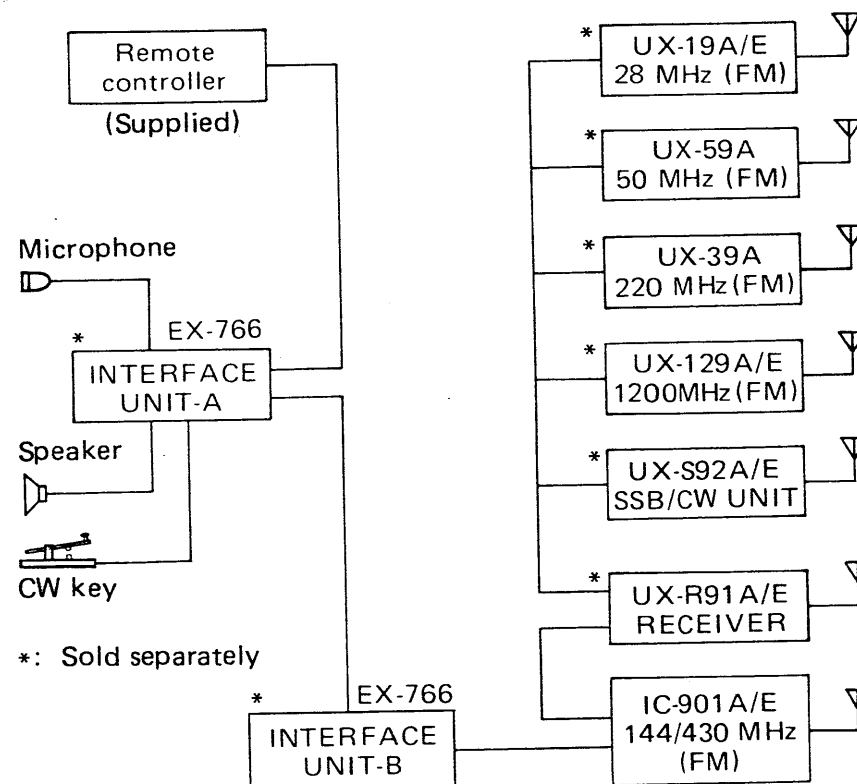 Remote
controller
(Supplied)
Microphone
* EX-766
INTERFACE
UNIT-A
Speaker
CW key
*: Sold separately
* EX-766
INTERFACE
UNIT-B
* UX-19A/E
28 MHz (FM)
* UX-59A
50 MHz (FM)
* UX-39A
220 MHz (FM)
* UX-129A/E
1200MHz (FM)
* UX-S92A/E
SSB/CW UNIT
* UX-R91A/E
RECEIVER
IC-901A/E
144/430 MHz
(FM)